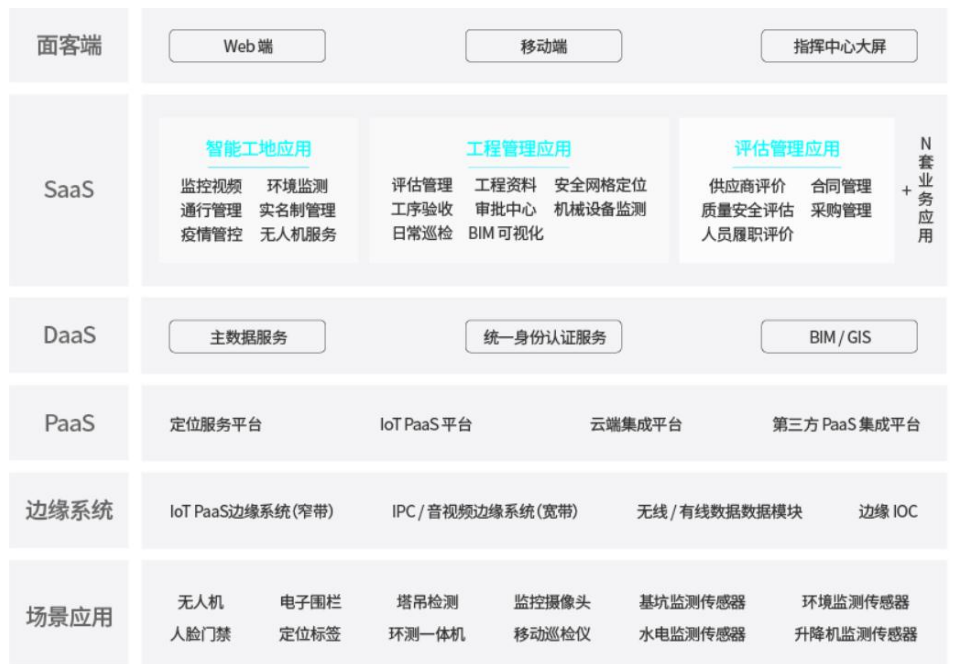 面客端
Web 端 移动端 指挥中心大屏
SaaS
智能工地应用
监控视频 环境监测
通行管理 实名制管理
疫情管控 无人机服务
工程管理应用
评估管理 工程资料 安全网格定位
工序验收 审批中心 机械设备监测
日常巡检 BIM 可视化
评估管理应用
供应商评价 合同管理
质量安全评估 采购管理
人员履职评价
+
N套业务应用
DaaS
主数据服务 统一身份认证服务 BIM / GIS
PaaS
定位服务平台 IoT PaaS 平台 云端集成平台 第三方 PaaS 集成平台
边缘系统
IoT PaaS边缘系统(窄带) IPC / 音视频边缘系统(宽带) 无线 / 有线数据数据模块 边缘 IOC
场景应用
无人机 电子围栏 塔吊检测 监控摄像头 基坑监测传感器 环境监测传感器
人脸门禁 定位标签 环测一体机 移动巡检仪 水电监测传感器 升降机监测传感器